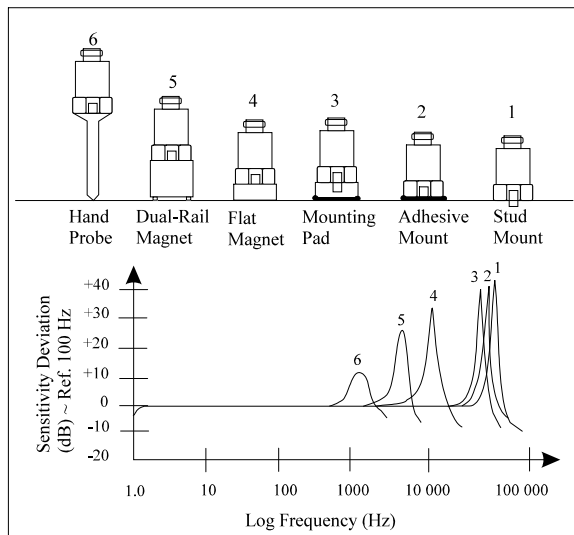 6
5
4
3
2
1
Hand Probe
Dual-Rail Magnet
Flat Magnet
Mounting Pad
Adhesive Mount
Stud Mount
Sensitivity Deviation
(dB) ~ Ref. 100 Hz
+40
+30
+20
+10
0
-10
-20
6
5
4
3
2
1
1.0
10
100
1000
10 000
100 000
Log Frequency (Hz)